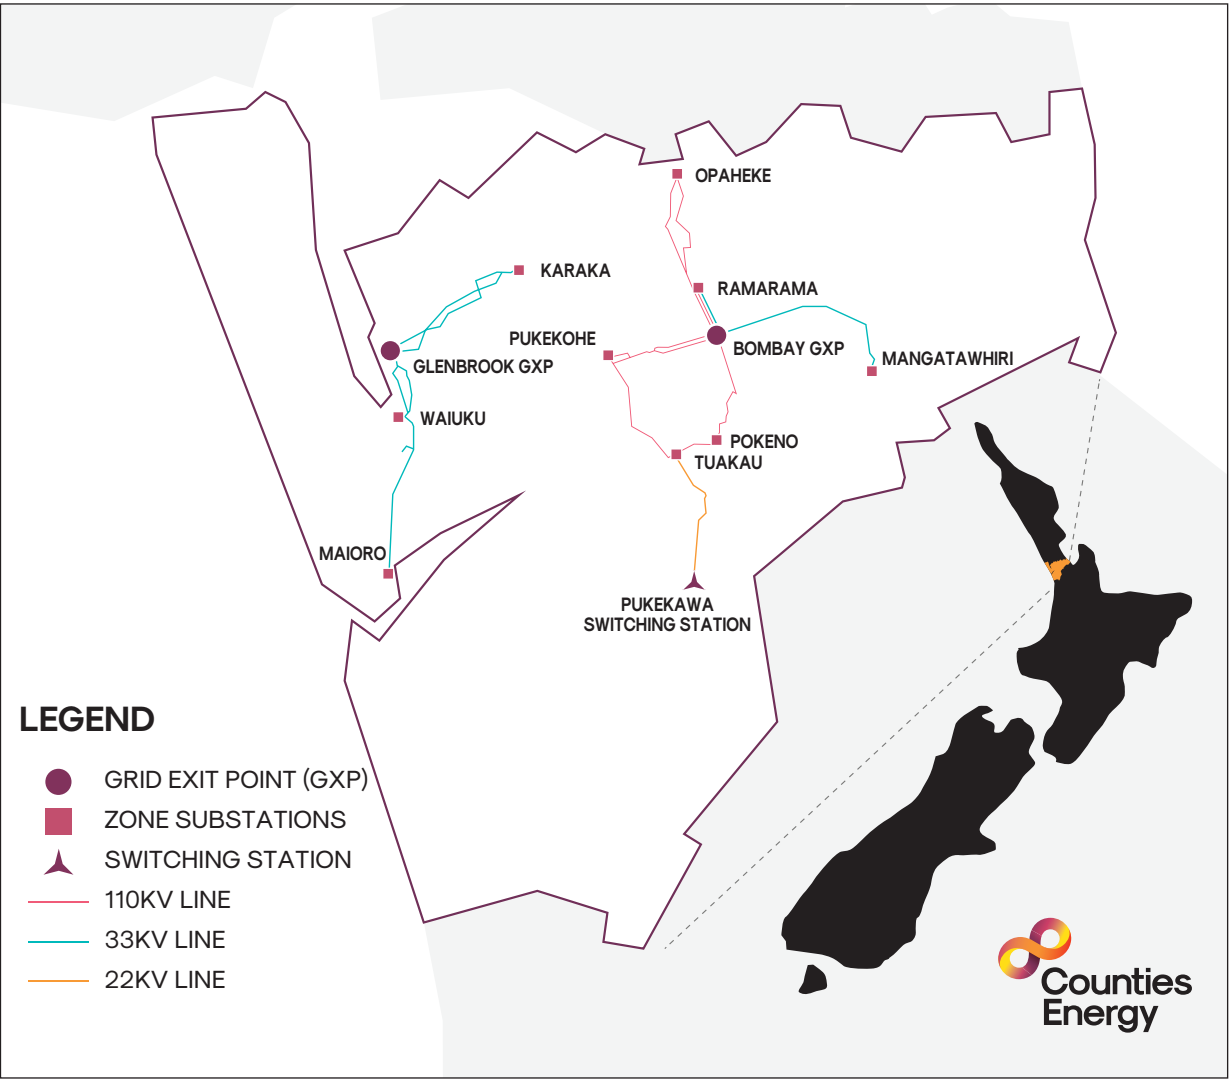 OPAHEKE
KARAKA
RAMARAMA
PUKEKOHE
BOMBAY GXP
MANGATAWHIRI
GLENBROOK GXP
WAIUKU
POKENO
TUAKAU
MAIORO
PUKEKAWA
SWITCHING STATION
LEGEND
GRID EXIT POINT (GXP)
ZONE SUBSTATIONS
SWITCHING STATION
110KV LINE
33KV LINE
22KV LINE
Counties
Energy